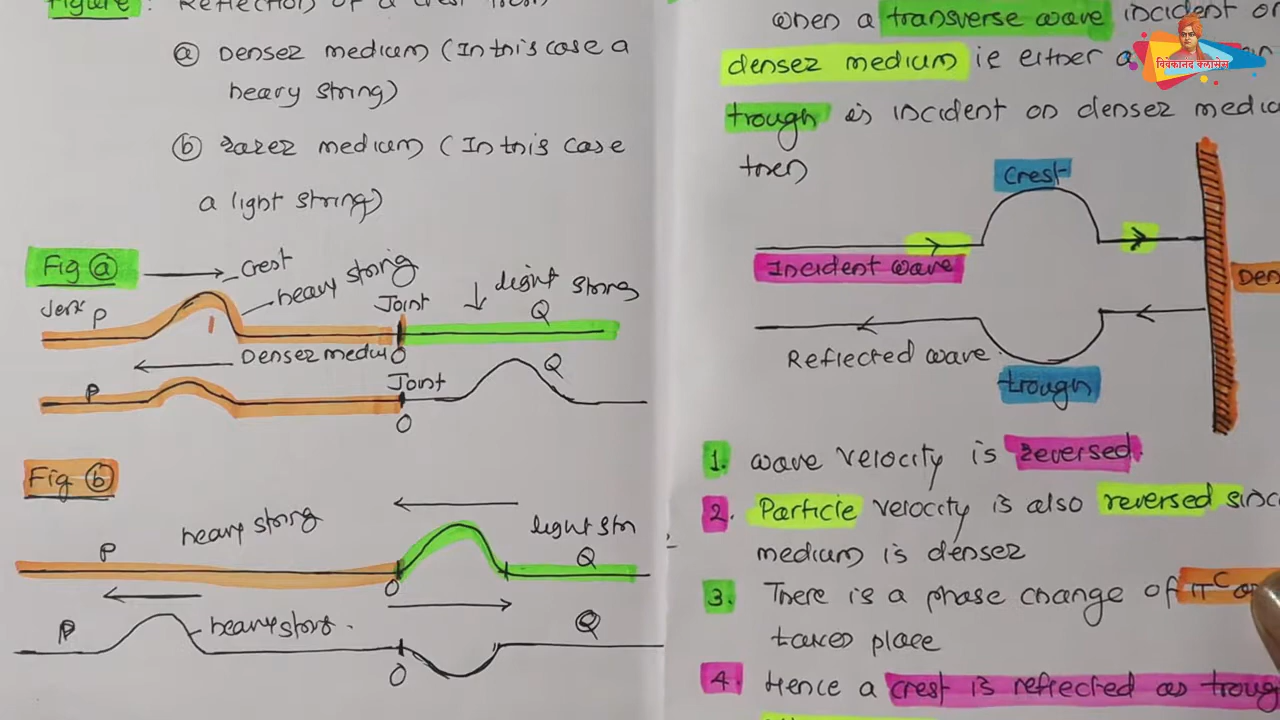 Figure : Reflection of a crest from
ⓐ Denser medium (In this case a
heavy string)
ⓑ rarer medium (In this case
a light string)
Fig ⓐ
crest
heavy string
light string
Jerk
P
Joint
Q
O
Denser medium
P
Joint
Q
O
Fig ⓑ
heavy string
light
P
O
Q
P
heavy string
O
Q
when a transverse wave incident on
denser medium ie either a
trough is incident on denser
then
crest
Incident wave
Reflected wave
trough
1. wave velocity is reversed.
2. Particle velocity is also reversed
medium is denser
3. There is a phase change of πᶜ
takes place
4. Hence a crest is reflected as
विवेकानंद क्लासेस